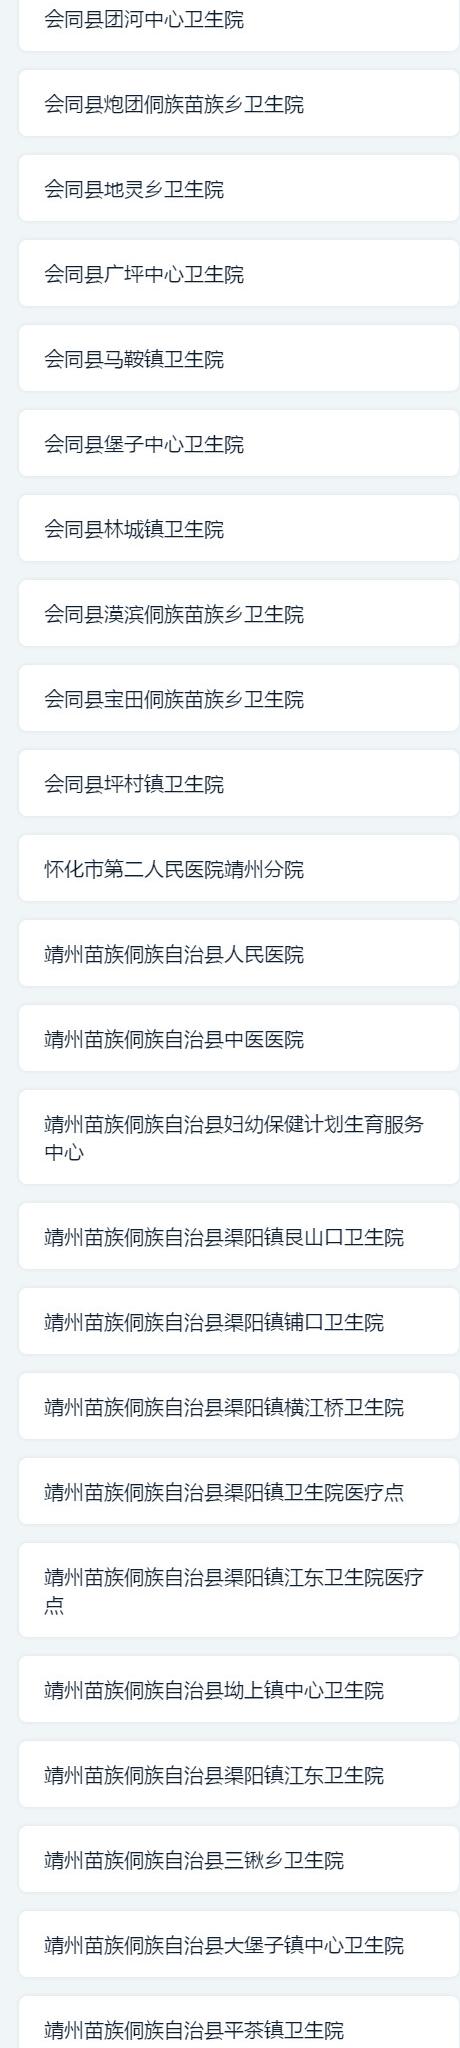 会同县团河中心卫生院
会同县炮团侗族苗族乡卫生院
会同县地灵乡卫生院
会同县广坪中心卫生院
会同县马鞍镇卫生院
会同县堡子中心卫生院
会同县林城镇卫生院
会同县漠滨侗族苗族乡卫生院
会同县宝田侗族苗族乡卫生院
会同县坪村镇卫生院
怀化市第二人民医院靖州分院
靖州苗族侗族自治县人民医院
靖州苗族侗族自治县中医医院
靖州苗族侗族自治县妇幼保健计划生育服务
中心
靖州苗族侗族自治县渠阳镇艮山口卫生院
靖州苗族侗族自治县渠阳镇铺口卫生院
靖州苗族侗族自治县渠阳镇横江桥卫生院
靖州苗族侗族自治县渠阳镇卫生院医疗点
靖州苗族侗族自治县渠阳镇江东卫生院医疗
点
靖州苗族侗族自治县坳上镇中心卫生院
靖州苗族侗族自治县渠阳镇江东卫生院
靖州苗族侗族自治县三锹乡卫生院
靖州苗族侗族自治县大堡子镇中心卫生院
靖州苗族侗族自治县平茶镇卫生院